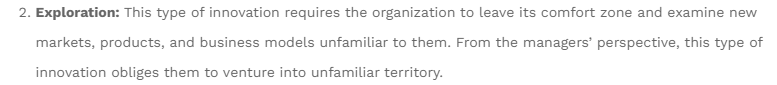 2. Exploration: This type of innovation requires the organization to leave its comfort zone and examine new
markets, products, and business models unfamiliar to them. From the managers’ perspective, this type of
innovation obliges them to venture into unfamiliar territory.